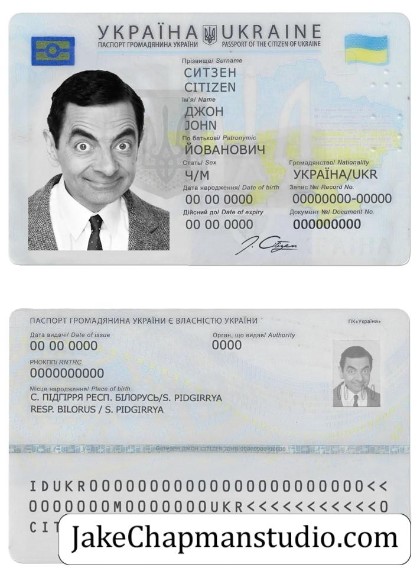 УКРАЇНА UKRAINE
ПАСПОРТ ГРОМАДЯНИНА УКРАЇНИ PASSPORT OF THE CITIZEN OF UKRAINE
Прізвище/ Surname
СИТЗЕН
CITIZEN
Ім'я/ Name
ДЖОН
JOHN
По батькові/ Patronymic
ЙОВАНОВИЧ
Стать/ Sex Громадянство/ Nationality
Ч/M УКРАЇНА/UKR
Дата народження/ Date of birth Запис №/ Record No.
00 00 0000 00000000-00000
Дійсний до/ Date of expiry Документ №/ Document No.
00 00 0000 000000000
J. Citizen
ПАСПОРТ ГРОМАДЯНИНА УКРАЇНИ Є ВЛАСНІСТЮ УКРАЇНИ
Дата видачі/ Date of issue Орган, що видав/ Authority
00 00 0000 0000
РНОКПП/ RNTRC
0000000000
Місце народження/ Place of birth
С. ПІДГІРРЯ РЕСП. БІЛОРУСЬ/S. PIDGIRRYA
RESP. BILORUS / S. PIDGIRRYA
CIT
JakeChapmanstudio.com